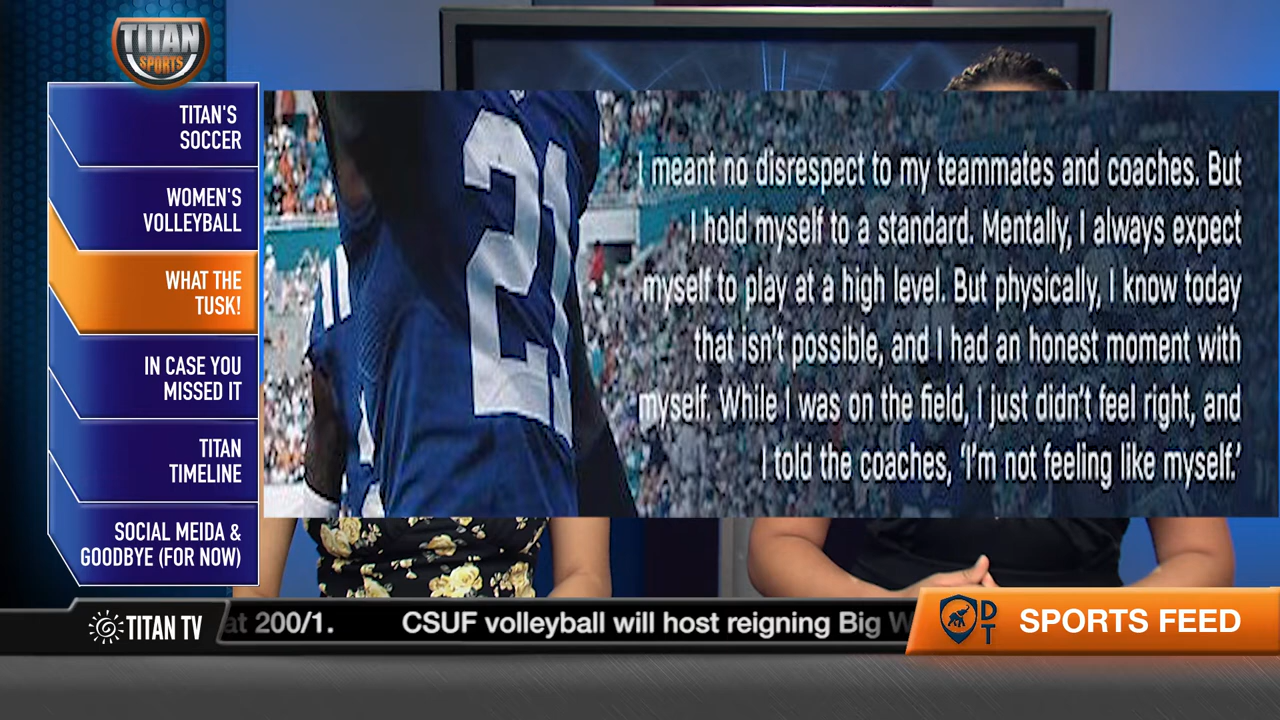 TITAN
SPORTS
TITAN'S
SOCCER
WOMEN'S
VOLLEYBALL
WHAT THE
TUSK!
IN CASE YOU
MISSED IT
TITAN
TIMELINE
SOCIAL MEIDA &
GOODBYE (FOR NOW)
21
I meant no disrespect to my teammates and coaches. But
I hold myself to a standard. Mentally, I always expect
myself to play at a high level. But physically, I know today
that isn't possible, and I had an honest moment with
myself. While I was on the field, I just didn't feel right, and
I told the coaches, 'I'm not feeling like myself.'
TITAN TV
at 200/1. CSUF volleyball will host reigning Big W
DT
SPORTS FEED